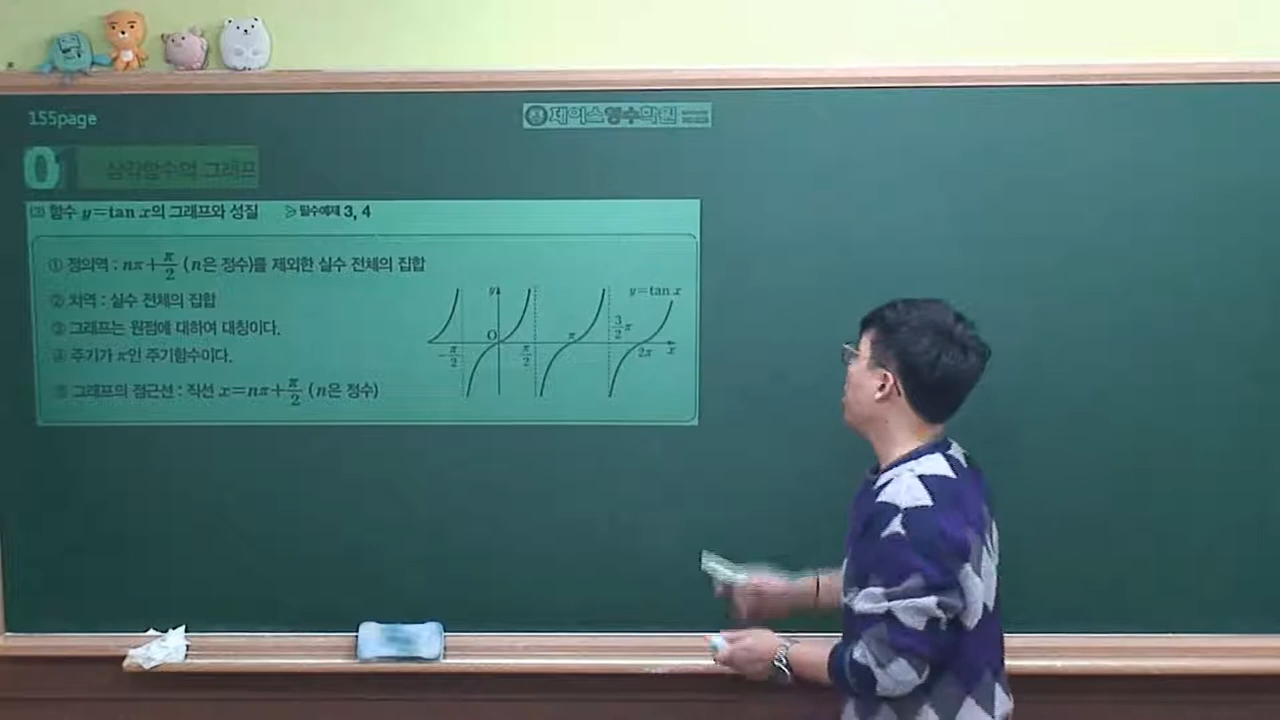 155page
제이스영수학원
0
삼각함수의 그래프
(3) 함수 y=tan x의 그래프와 성질 ≫필수예제 3, 4
① 정의역 : nπ+π/2 (n은 정수)를 제외한 실수 전체의 집합
② 치역 : 실수 전체의 집합
③ 그래프는 원점에 대하여 대칭이다.
④ 주기가 π인 주기함수이다.
⑤ 그래프의 점근선 : 직선 x=nπ+π/2 (n은 정수)
y
y=tan x
O
-π/2
π/2
π
3/2π
2π
x